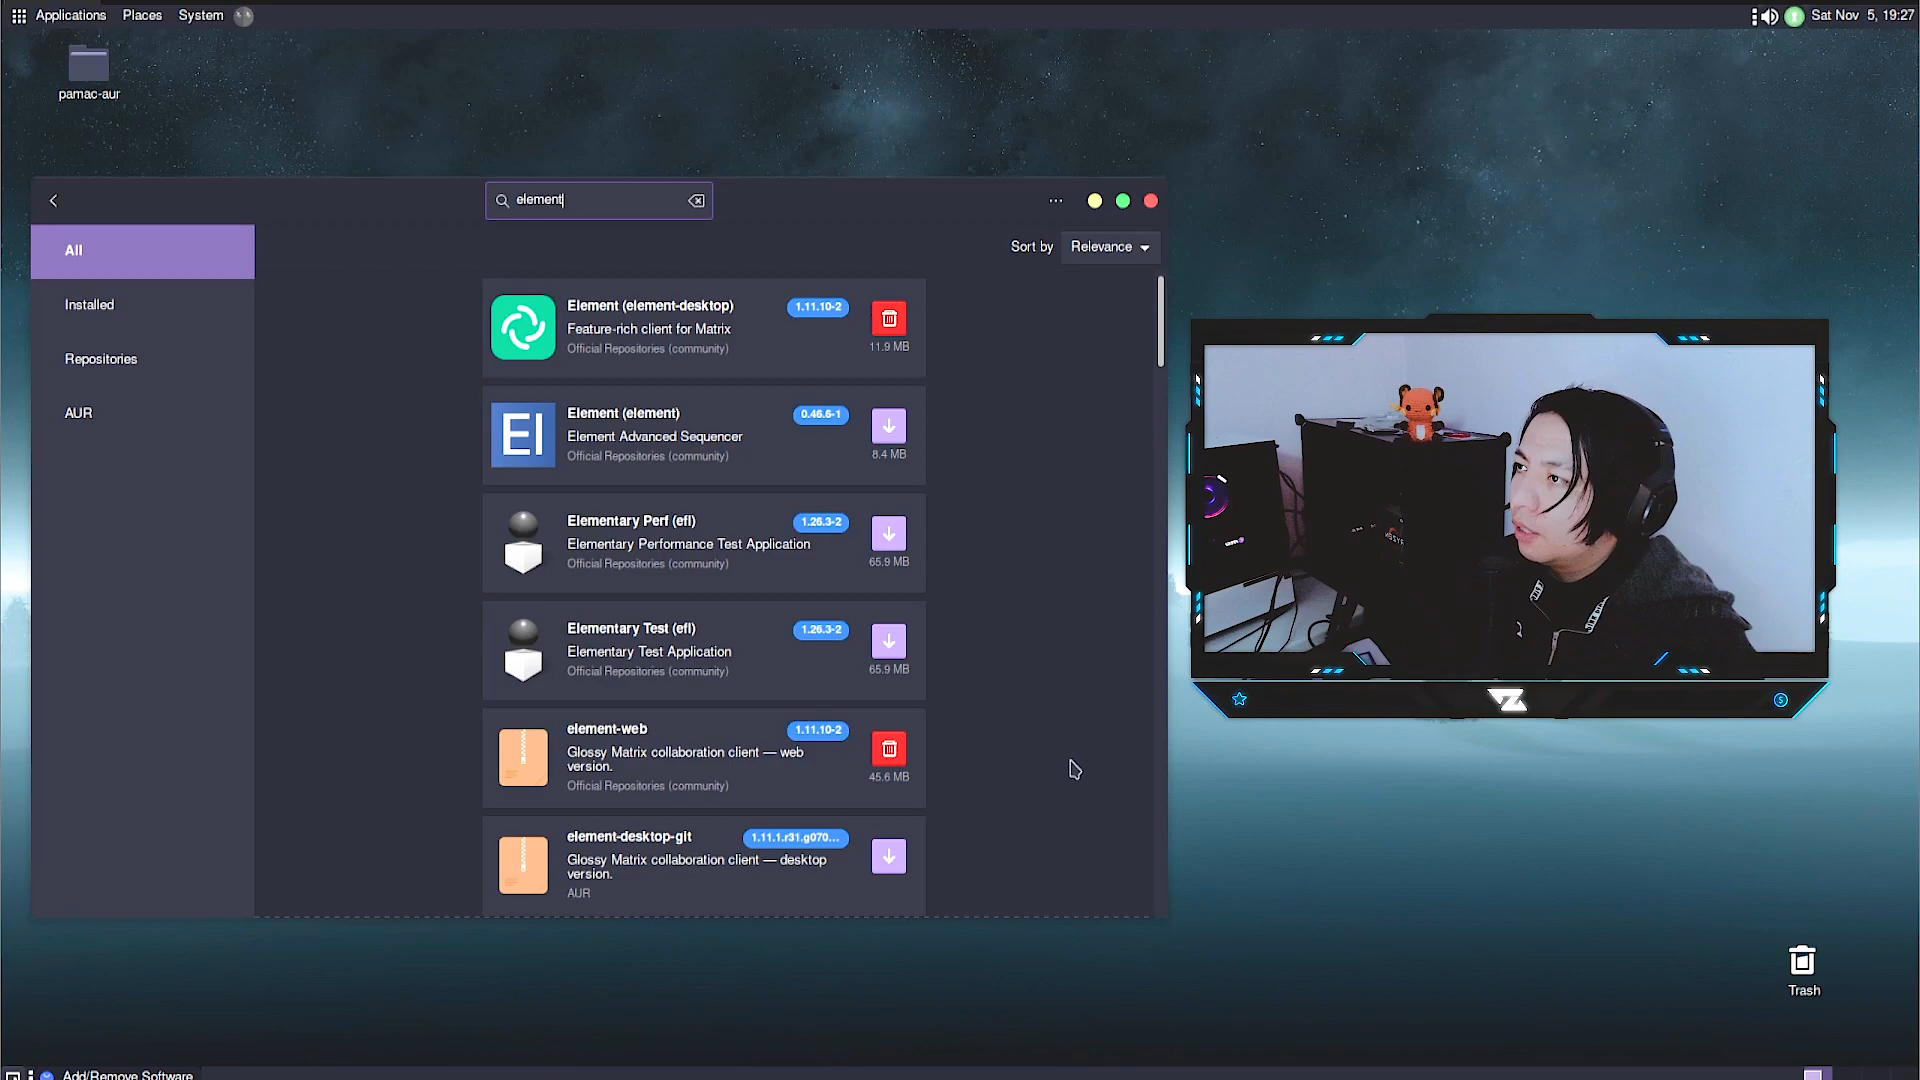 Applications Places System
Sat Nov 5, 19:27
pamac-aur
element
All
Installed
Repositories
AUR
Sort by Relevance
Element (element-desktop)
1.11.10-2
Feature-rich client for Matrix
Official Repositories (community)
11.9 MB
Element (element)
0.46.6-1
El
Element Advanced Sequencer
Official Repositories (community)
8.4 MB
Elementary Perf (efl)
1.26.3-2
Elementary Performance Test Application
Official Repositories (community)
65.9 MB
Elementary Test (efl)
1.26.3-2
Elementary Test Application
Official Repositories (community)
65.9 MB
element-web
1.11.10-2
Glossy Matrix collaboration client — web
version.
Official Repositories (community)
45.6 MB
element-desktop-git
1.11.1.r31.g070...
Glossy Matrix collaboration client — desktop
version.
AUR
Trash
Add/Remove Software